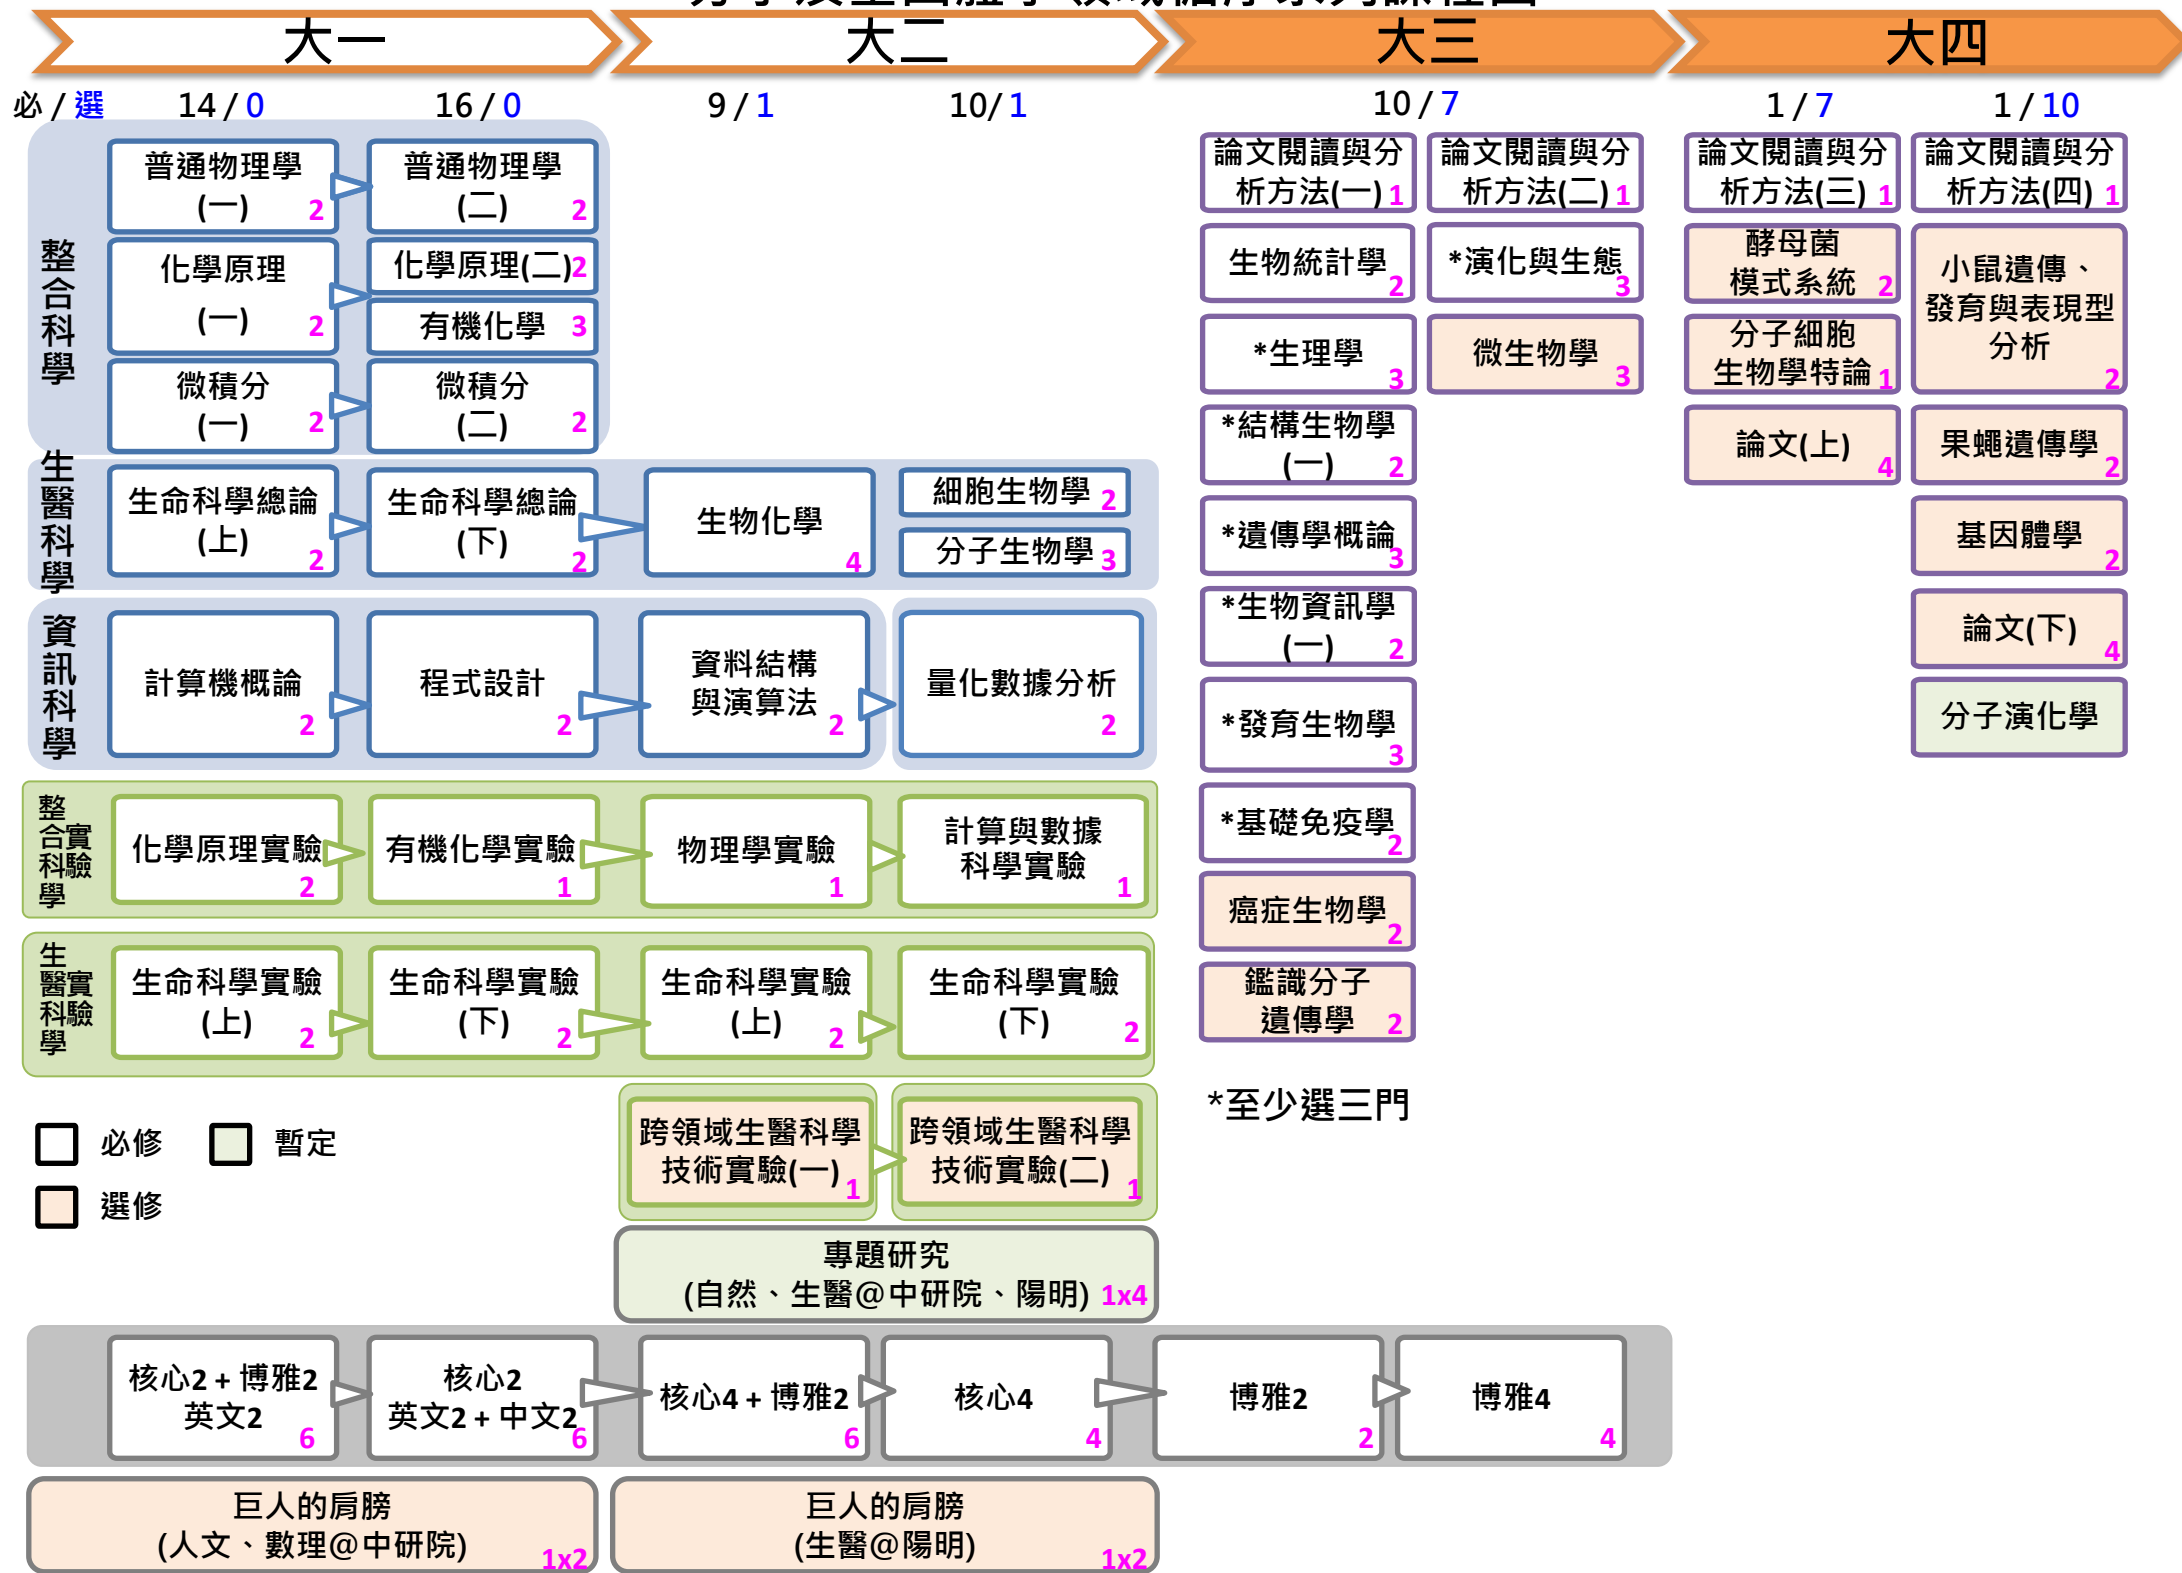 大一
大二
大三
大四
必 / 選
14 / 0
16 / 0
9 / 1
10/ 1
10 / 7
1 / 7
1 / 10
整合科學
普通物理學
(一) 2
普通物理學
(二) 2
化學原理
(一) 2
化學原理(二)2
有機化學 3
微積分
(一) 2
微積分
(二) 2
生醫科學
生命科學總論
(上)
2
生命科學總論
(下)
2
生物化學
4
細胞生物學 2
分子生物學 3
資訊科學
計算機概論
2
程式設計
2
資料結構
與演算法
2
量化數據分析
2
整合科學
實驗
化學原理實驗
2
有機化學實驗
1
物理學實驗
1
計算與數據
科學實驗
1
生醫科學
實驗
生命科學實驗
(上)
2
生命科學實驗
(下)
2
生命科學實驗
(上)
2
生命科學實驗
(下)
2
跨領域生醫科學
技術實驗(一) 1
跨領域生醫科學
技術實驗(二) 1
專題研究
(自然、生醫@中研院、陽明) 1x4
論文閱讀與分
析方法(一) 1
論文閱讀與分
析方法(二) 1
生物統計學
2
*演化與生態
3
*生理學
3
微生物學
3
*結構生物學
(一) 2
*遺傳學概論
3
*生物資訊學
(一) 2
*發育生物學
3
*基礎免疫學
2
癌症生物學
2
鑑識分子
遺傳學 2
*至少選三門
論文閱讀與分
析方法(三) 1
論文閱讀與分
析方法(四) 1
酵母菌
模式系統 2
分子細胞
生物學特論 1
論文(上)
4
小鼠遺傳、
發育與表現型
分析
2
果蠅遺傳學
2
基因體學
2
論文(下)
4
分子演化學
必修
暫定
選修
核心2 + 博雅2
英文2
6
核心2
英文2 + 中文2
6
核心4 + 博雅2
6
核心4
4
博雅2
2
博雅4
4
巨人的肩膀
(人文、數理@中研院)
1x2
巨人的肩膀
(生醫@陽明)
1x2